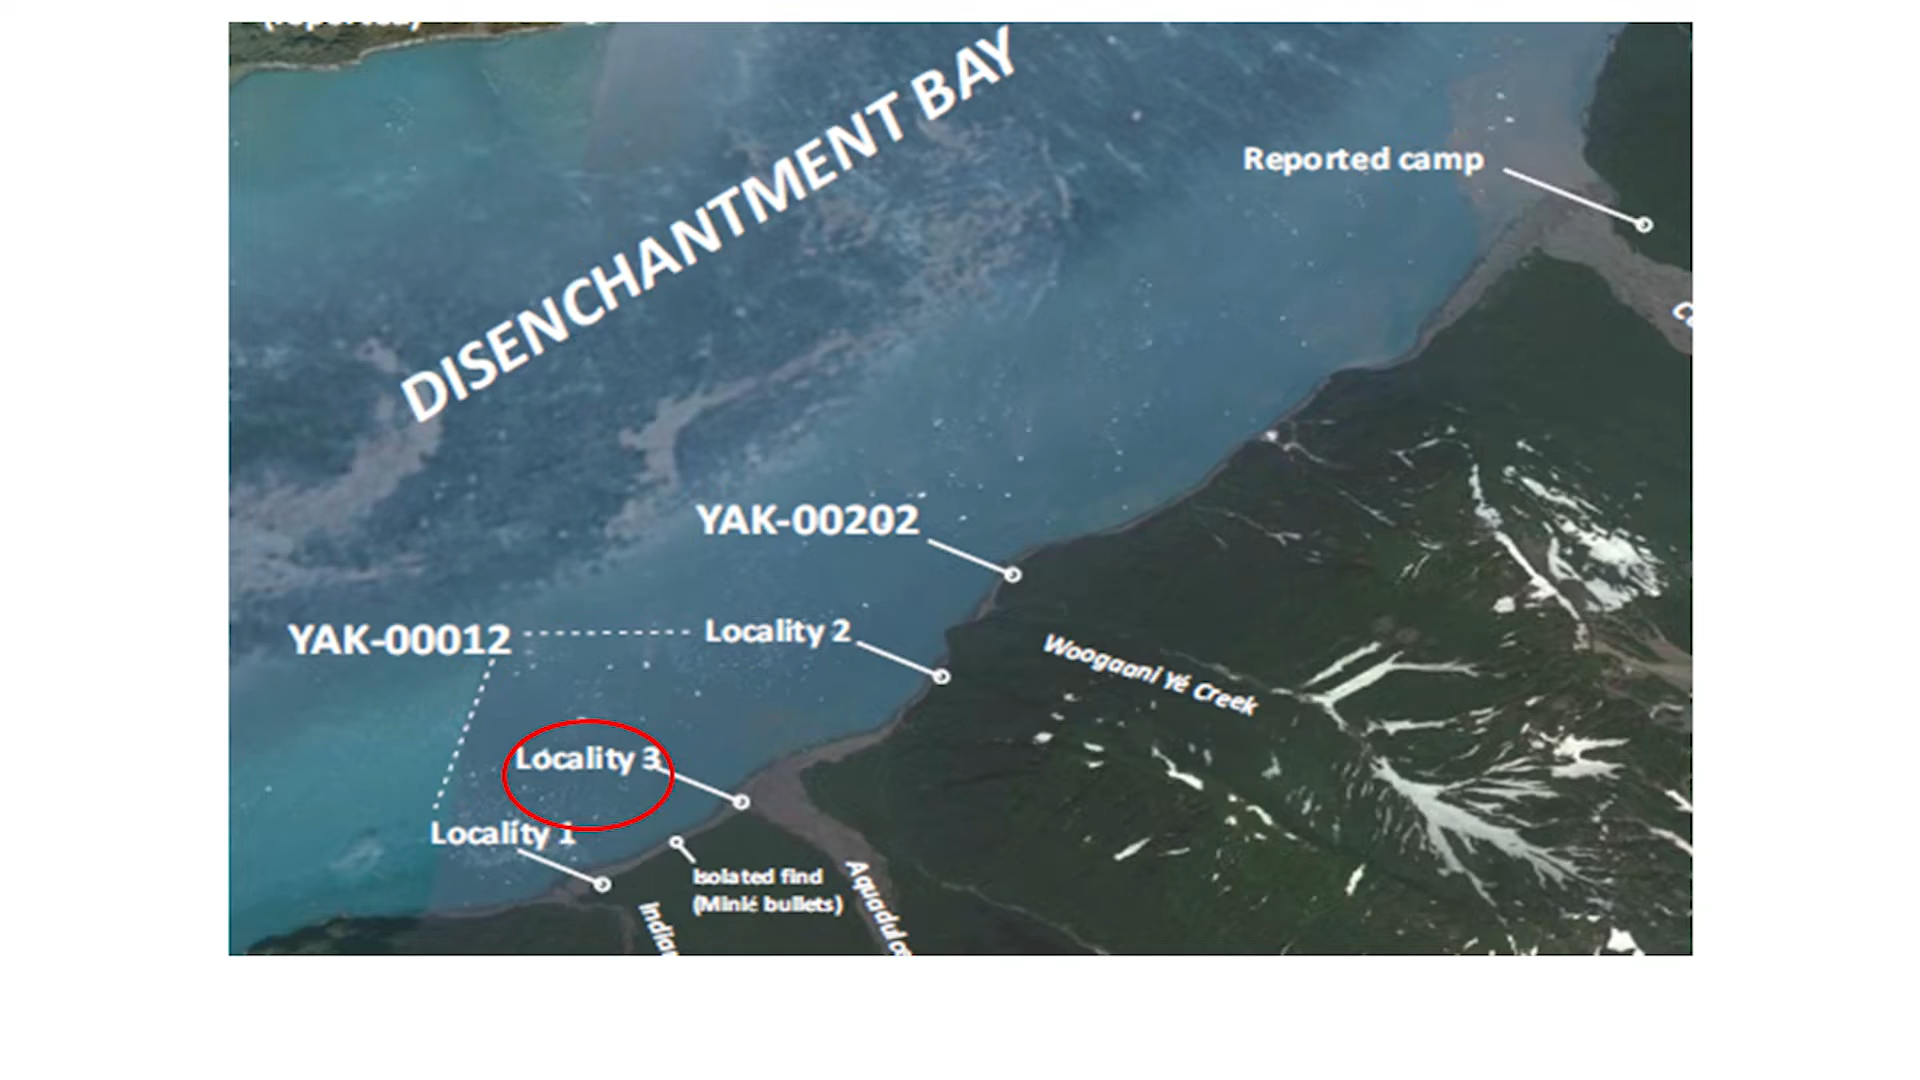 DISENCHANTMENT BAY
Reported camp
YAK-00202
YAK-00012
Locality 2
Woogaani Yé Creek
Locality 3
Locality 1
Isolated find
(Minié bullets)